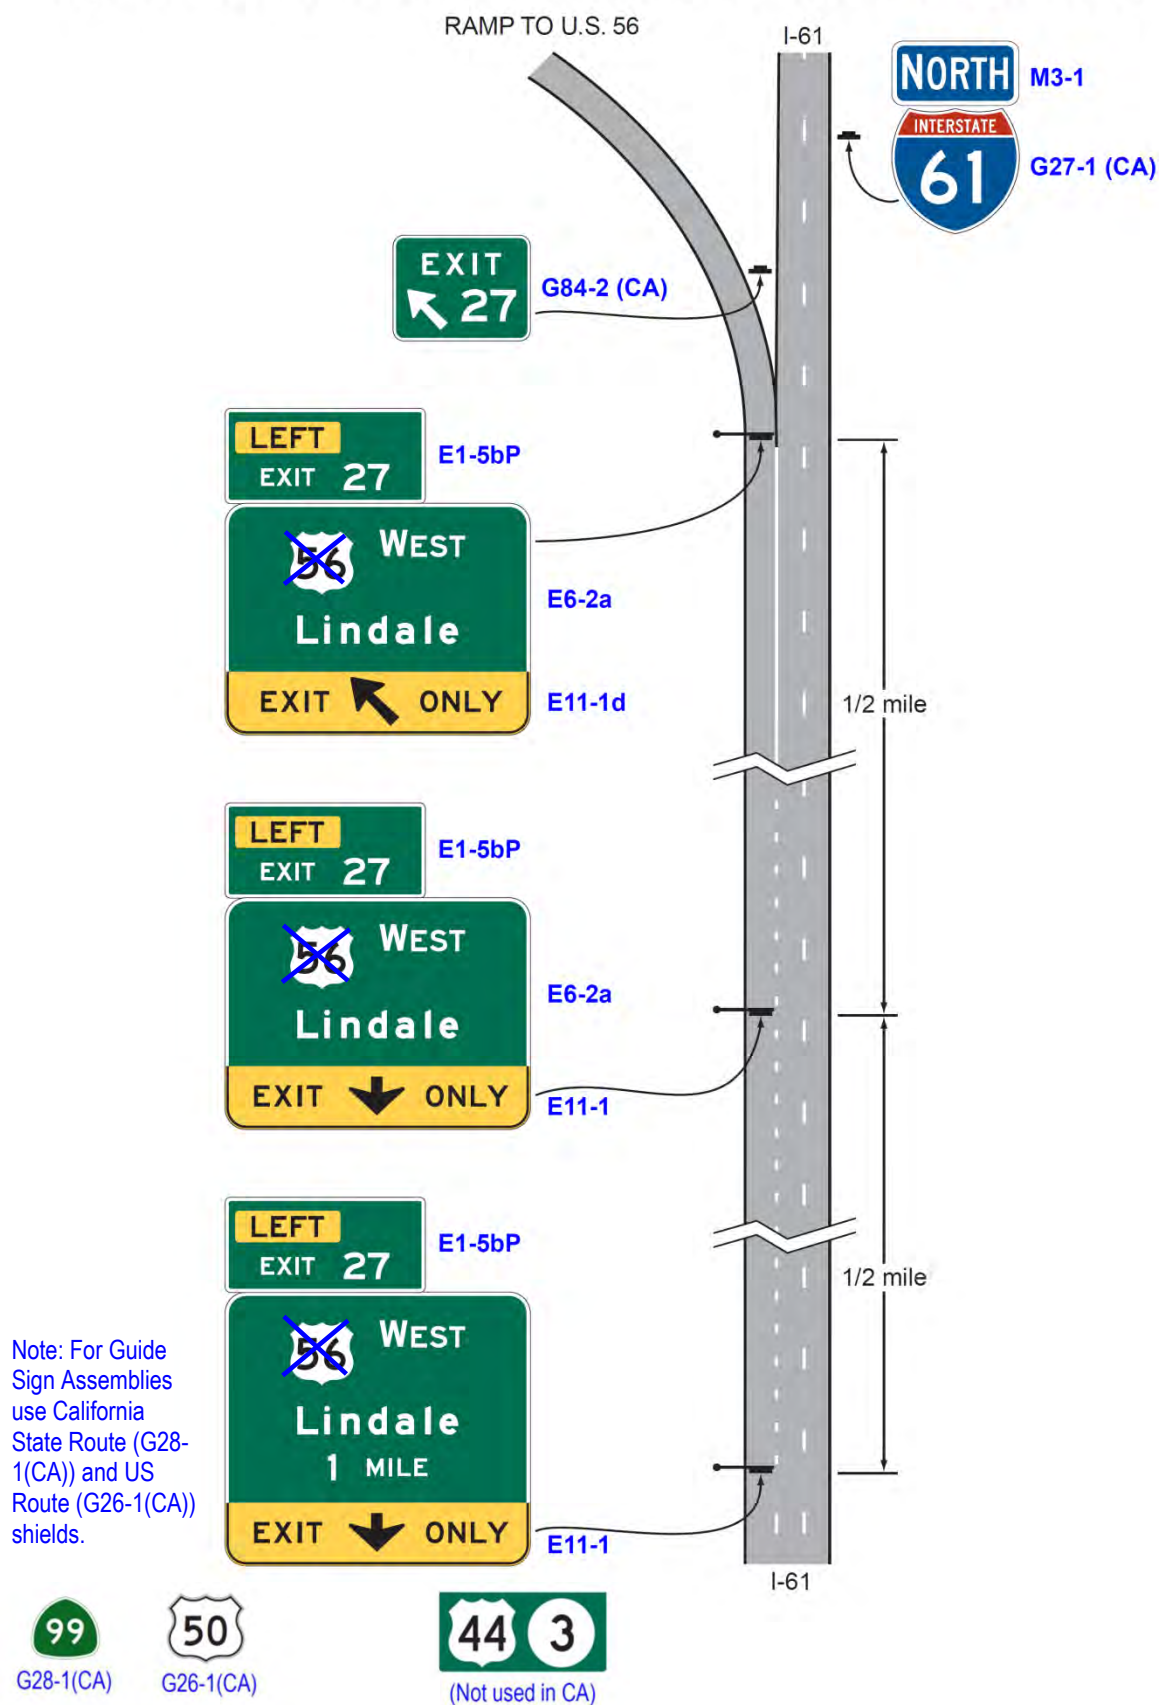 RAMP TO U.S. 56
I-61
NORTH
M3-1
INTERSTATE
61
G27-1 (CA)
EXIT
27
G84-2 (CA)
LEFT
EXIT 27
E1-5bP
56 WEST
Lindale
E6-2a
EXIT ONLY
E11-1d
1/2 mile
LEFT
EXIT 27
E1-5bP
56 WEST
Lindale
E6-2a
EXIT ONLY
E11-1
LEFT
EXIT 27
E1-5bP
1/2 mile
56 WEST
Lindale
1 MILE
EXIT ONLY
E11-1
Note: For Guide
Sign Assemblies
use California
State Route (G28-
1(CA)) and US
Route (G26-1(CA))
shields.
I-61
99
G28-1(CA)
50
G26-1(CA)
44 3
(Not used in CA)